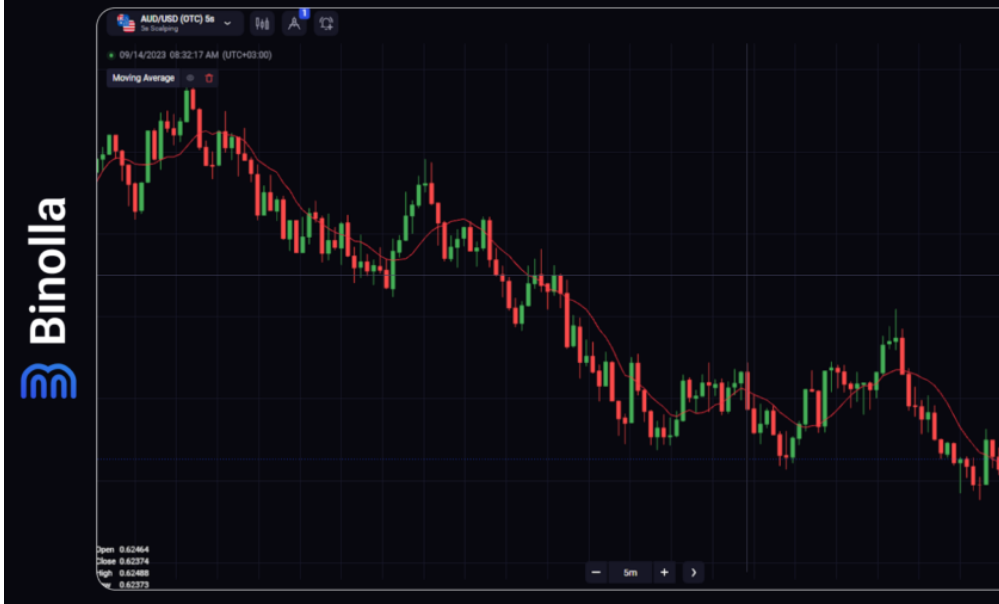 AUD/USD (OTC) 5s
5s Scalping
1
09/14/2023 08:32:17 AM (UTC+03:00)
Moving Average
Binolla
Open 0.62464
Close 0.62374
High 0.62488
0.62373
− 5m + >